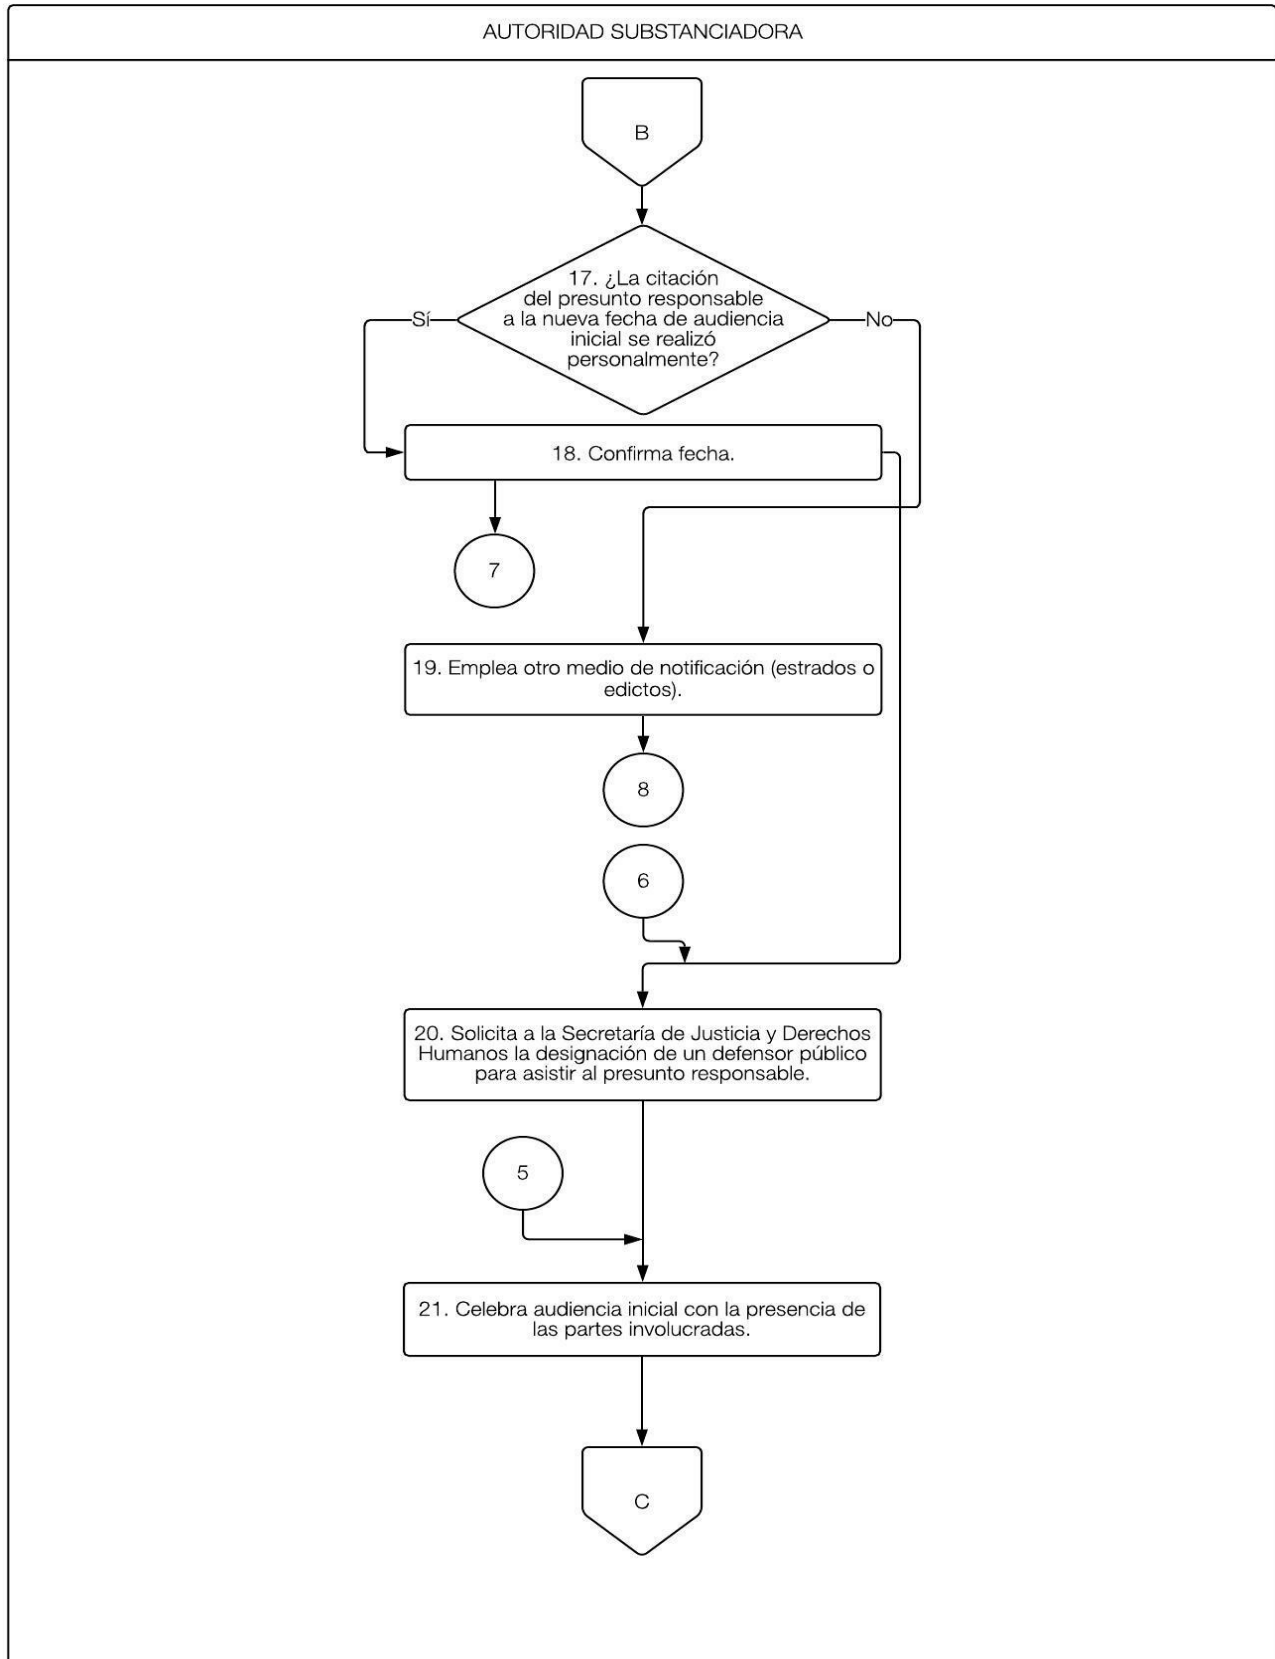 AUTORIDAD SUBSTANCIADORA
B
17. ¿La citación
del presunto responsable
a la nueva fecha de audiencia
inicial se realizó
personalmente?
Sí
No
18. Confirma fecha.
7
19. Emplea otro medio de notificación (estrados o
edictos).
8
6
20. Solicita a la Secretaría de Justicia y Derechos
Humanos la designación de un defensor público
para asistir al presunto responsable.
5
21. Celebra audiencia inicial con la presencia de
las partes involucradas.
C